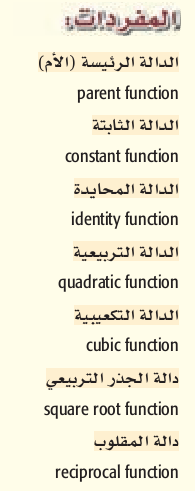 المفردات:
الدالة الرئيسة (الأم)
parent function
الدالة الثابتة
constant function
الدالة المحايدة
identity function
الدالة التربيعية
quadratic function
الدالة التكعيبية
cubic function
دالة الجذر التربيعي
square root function
دالة المقلوب
reciprocal function